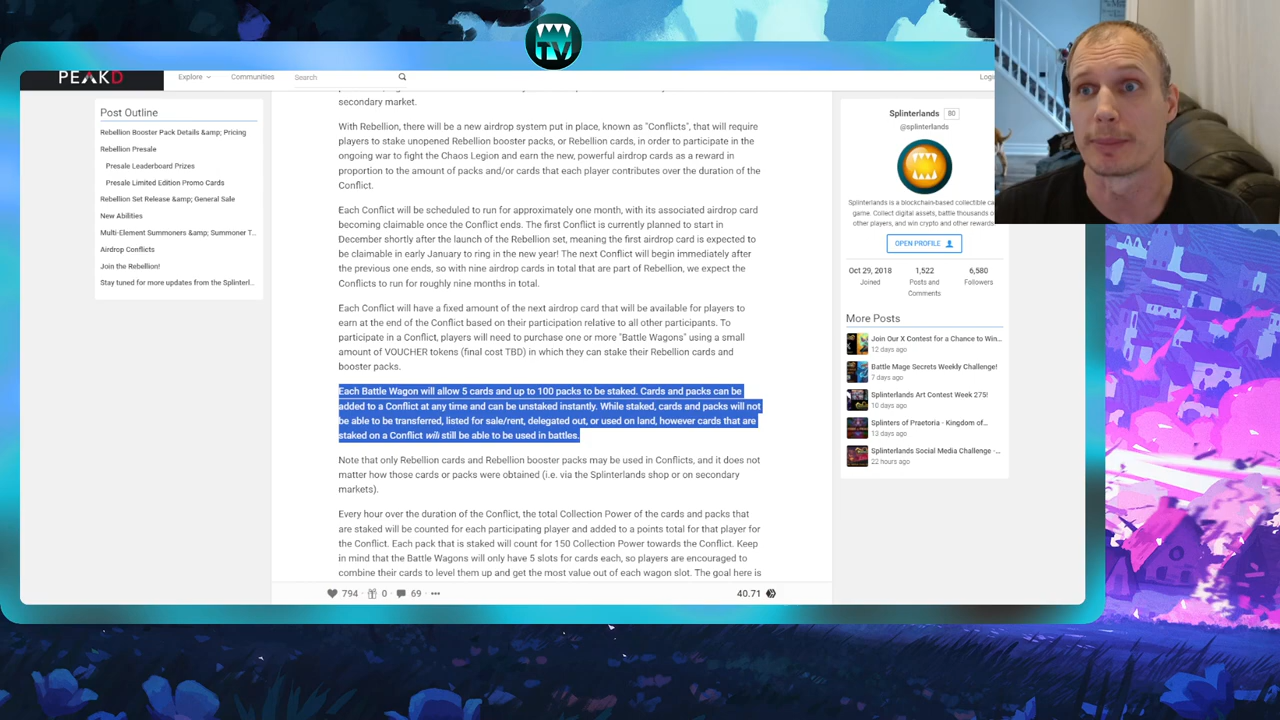 TV
PEAKD
Explore
Communities
Search
Post Outline
Rebellion Booster Pack Details &amp; Pricing
Rebellion Presale
Presale Leaderboard Prizes
Presale Limited Edition Promo Cards
Rebellion Set Release &amp; General Sale
New Abilities
Multi-Element Summoners &amp; Summoner T...
Airdrop Conflicts
Join the Rebellion!
Stay tuned for more updates from the Splinterl...
secondary market.
With Rebellion, there will be a new airdrop system put in place, known as "Conflicts", that will require
players to stake unopened Rebellion booster packs, or Rebellion cards, in order to participate in the
ongoing war to fight the Chaos Legion and earn the new, powerful airdrop cards as a reward in
proportion to the amount of packs and/or cards that each player contributes over the duration of the
Conflict.
Each Conflict will be scheduled to run for approximately one month, with its associated airdrop card
becoming claimable once the Conflict ends. The first Conflict is currently planned to start in
December shortly after the launch of the Rebellion set, meaning the first airdrop card is expected to
be claimable in early January to ring in the new year! The next Conflict will begin immediately after
the previous one ends, so with nine airdrop cards in total that are part of Rebellion, we expect the
Conflicts to run for roughly nine months in total.
Each Conflict will have a fixed amount of the next airdrop card that will be available for players to
earn at the end of the Conflict based on their participation relative to all other participants. To
participate in a Conflict, players will need to purchase one or more "Battle Wagons" using a small
amount of VOUCHER tokens (final cost TBD) in which they can stake their Rebellion cards and
booster packs.
Each Battle Wagon will allow 5 cards and up to 100 packs to be staked. Cards and packs can be
added to a Conflict at any time and can be unstaked instantly. While staked, cards and packs will not
be able to be transferred, listed for sale/rent, delegated out, or used on land, however cards that are
staked on a Conflict will still be able to be used in battles.
Note that only Rebellion cards and Rebellion booster packs may be used in Conflicts, and it does not
matter how those cards or packs were obtained (i.e. via the Splinterlands shop or on secondary
markets).
Every hour over the duration of the Conflict, the total Collection Power of the cards and packs that
are staked will be counted for each participating player and added to a points total for that player for
the Conflict. Each pack that is staked will count for 150 Collection Power towards the Conflict. Keep
in mind that the Battle Wagons will only have 5 slots for cards each, so players are encouraged to
combine their cards to level them up and get the most value out of each wagon slot. The goal here is
794 · 0 · 69 · •••
40.71
Splinterlands 80
@splinterlands
Splinterlands is a blockchain-based collectible ca
game. Collect digital assets, battle thousands o
other players, and win crypto and other rewards
OPEN PROFILE
Oct 29, 2018
Joined
1,522
Posts and
Comments
6,580
Followers
More Posts
Join Our X Contest for a Chance to Win...
12 days ago
Battle Mage Secrets Weekly Challenge!
7 days ago
Splinterlands Art Contest Week 275!
10 days ago
Splinters of Praetoria - Kingdom of...
13 days ago
Splinterlands Social Media Challenge -...
22 hours ago